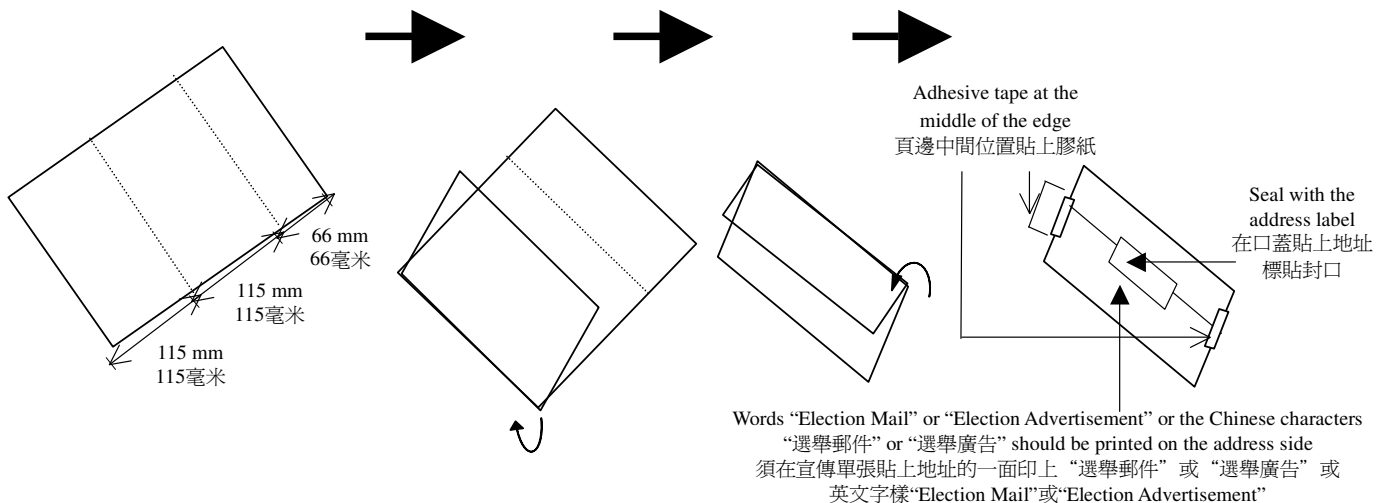 66 mm
66毫米
115 mm
115毫米
115 mm
115毫米
Adhesive tape at the
middle of the edge
頁邊中間位置貼上膠紙
Seal with the
address label
在口蓋貼上地址
標貼封口
Words “Election Mail” or “Election Advertisement” or the Chinese characters
“選舉郵件” or “選舉廣告” should be printed on the address side
須在宣傳單張貼上地址的一面印上“選舉郵件”或“選舉廣告”或
英文字樣“Election Mail”或“Election Advertisement”